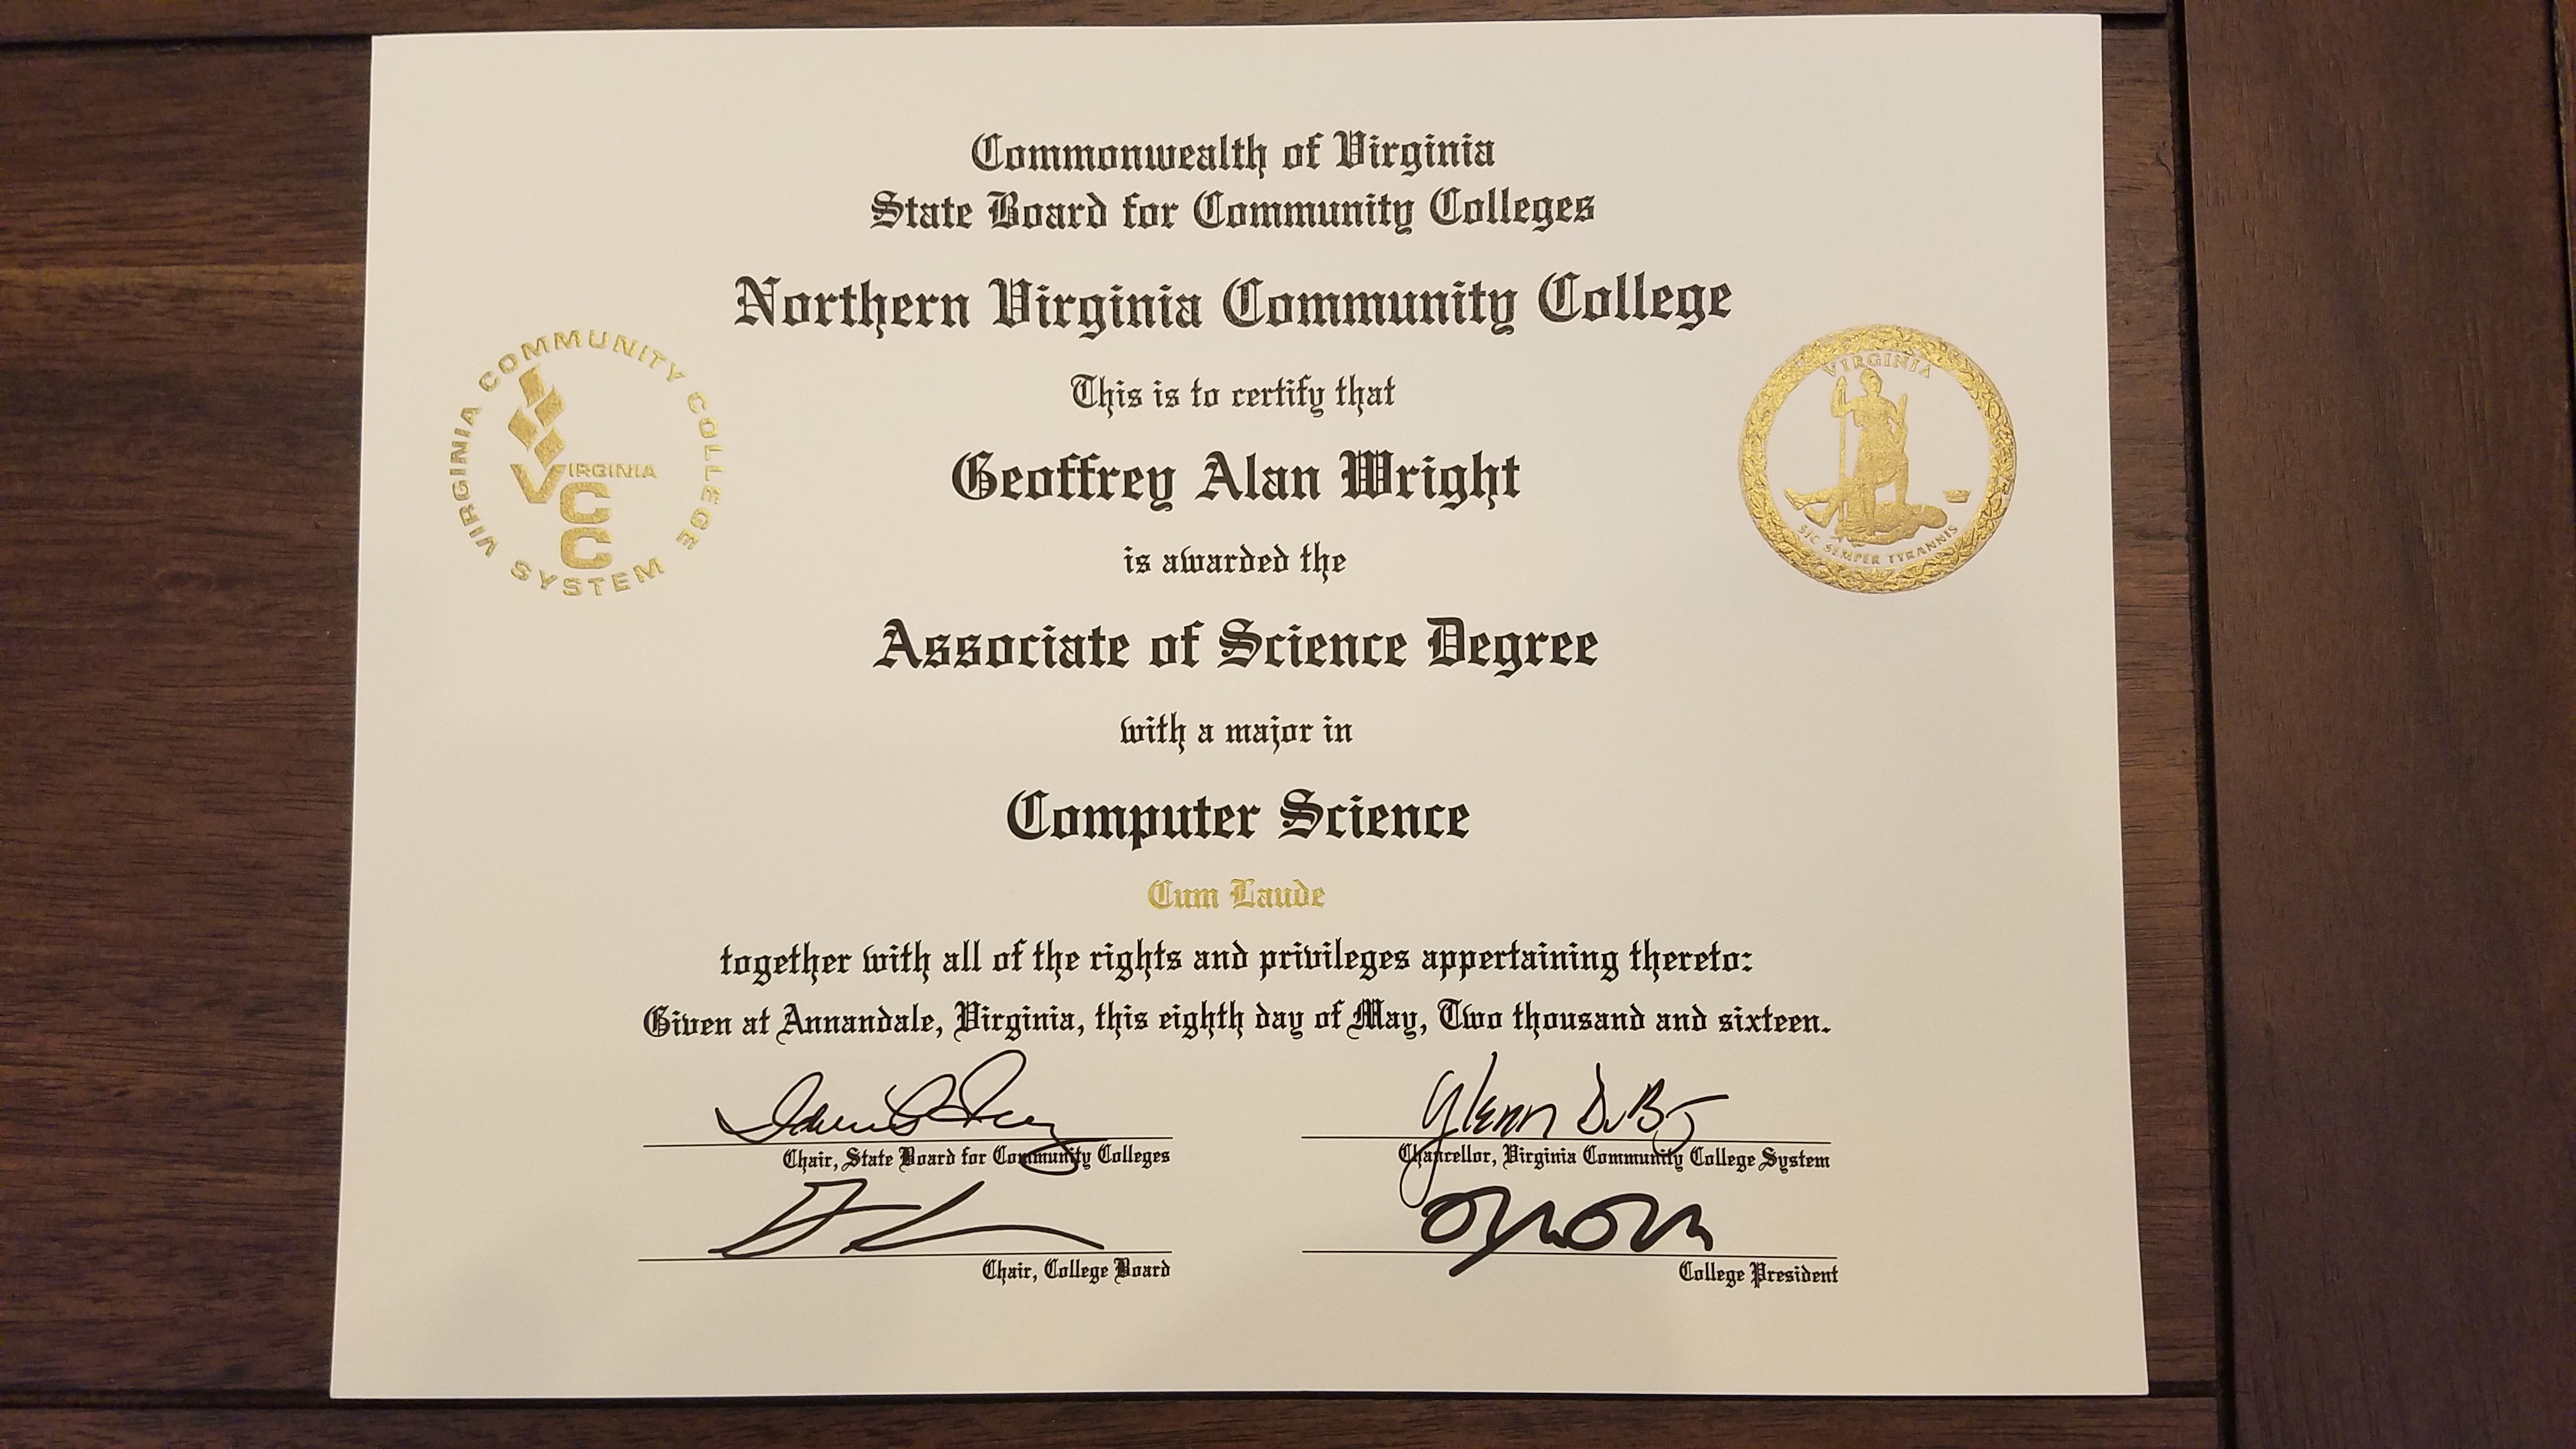 Commonwealth of Virginia
State Board for Community Colleges
Northern Virginia Community College
VIRGINIA COMMUNITY COLLEGE SYSTEM
VIRGINIA
CC
VIRGINIA
SIC SEMPER TYRANNIS
This is to certify that
Geoffrey Alan Wright
is awarded the
Associate of Science Degree
with a major in
Computer Science
Cum Laude
together with all of the rights and privileges appertaining thereto:
Given at Annandale, Virginia, this eighth day of May, Two thousand and sixteen.
Chair, State Board for Community Colleges
Chancellor, Virginia Community College System
Chair, College Board
College President